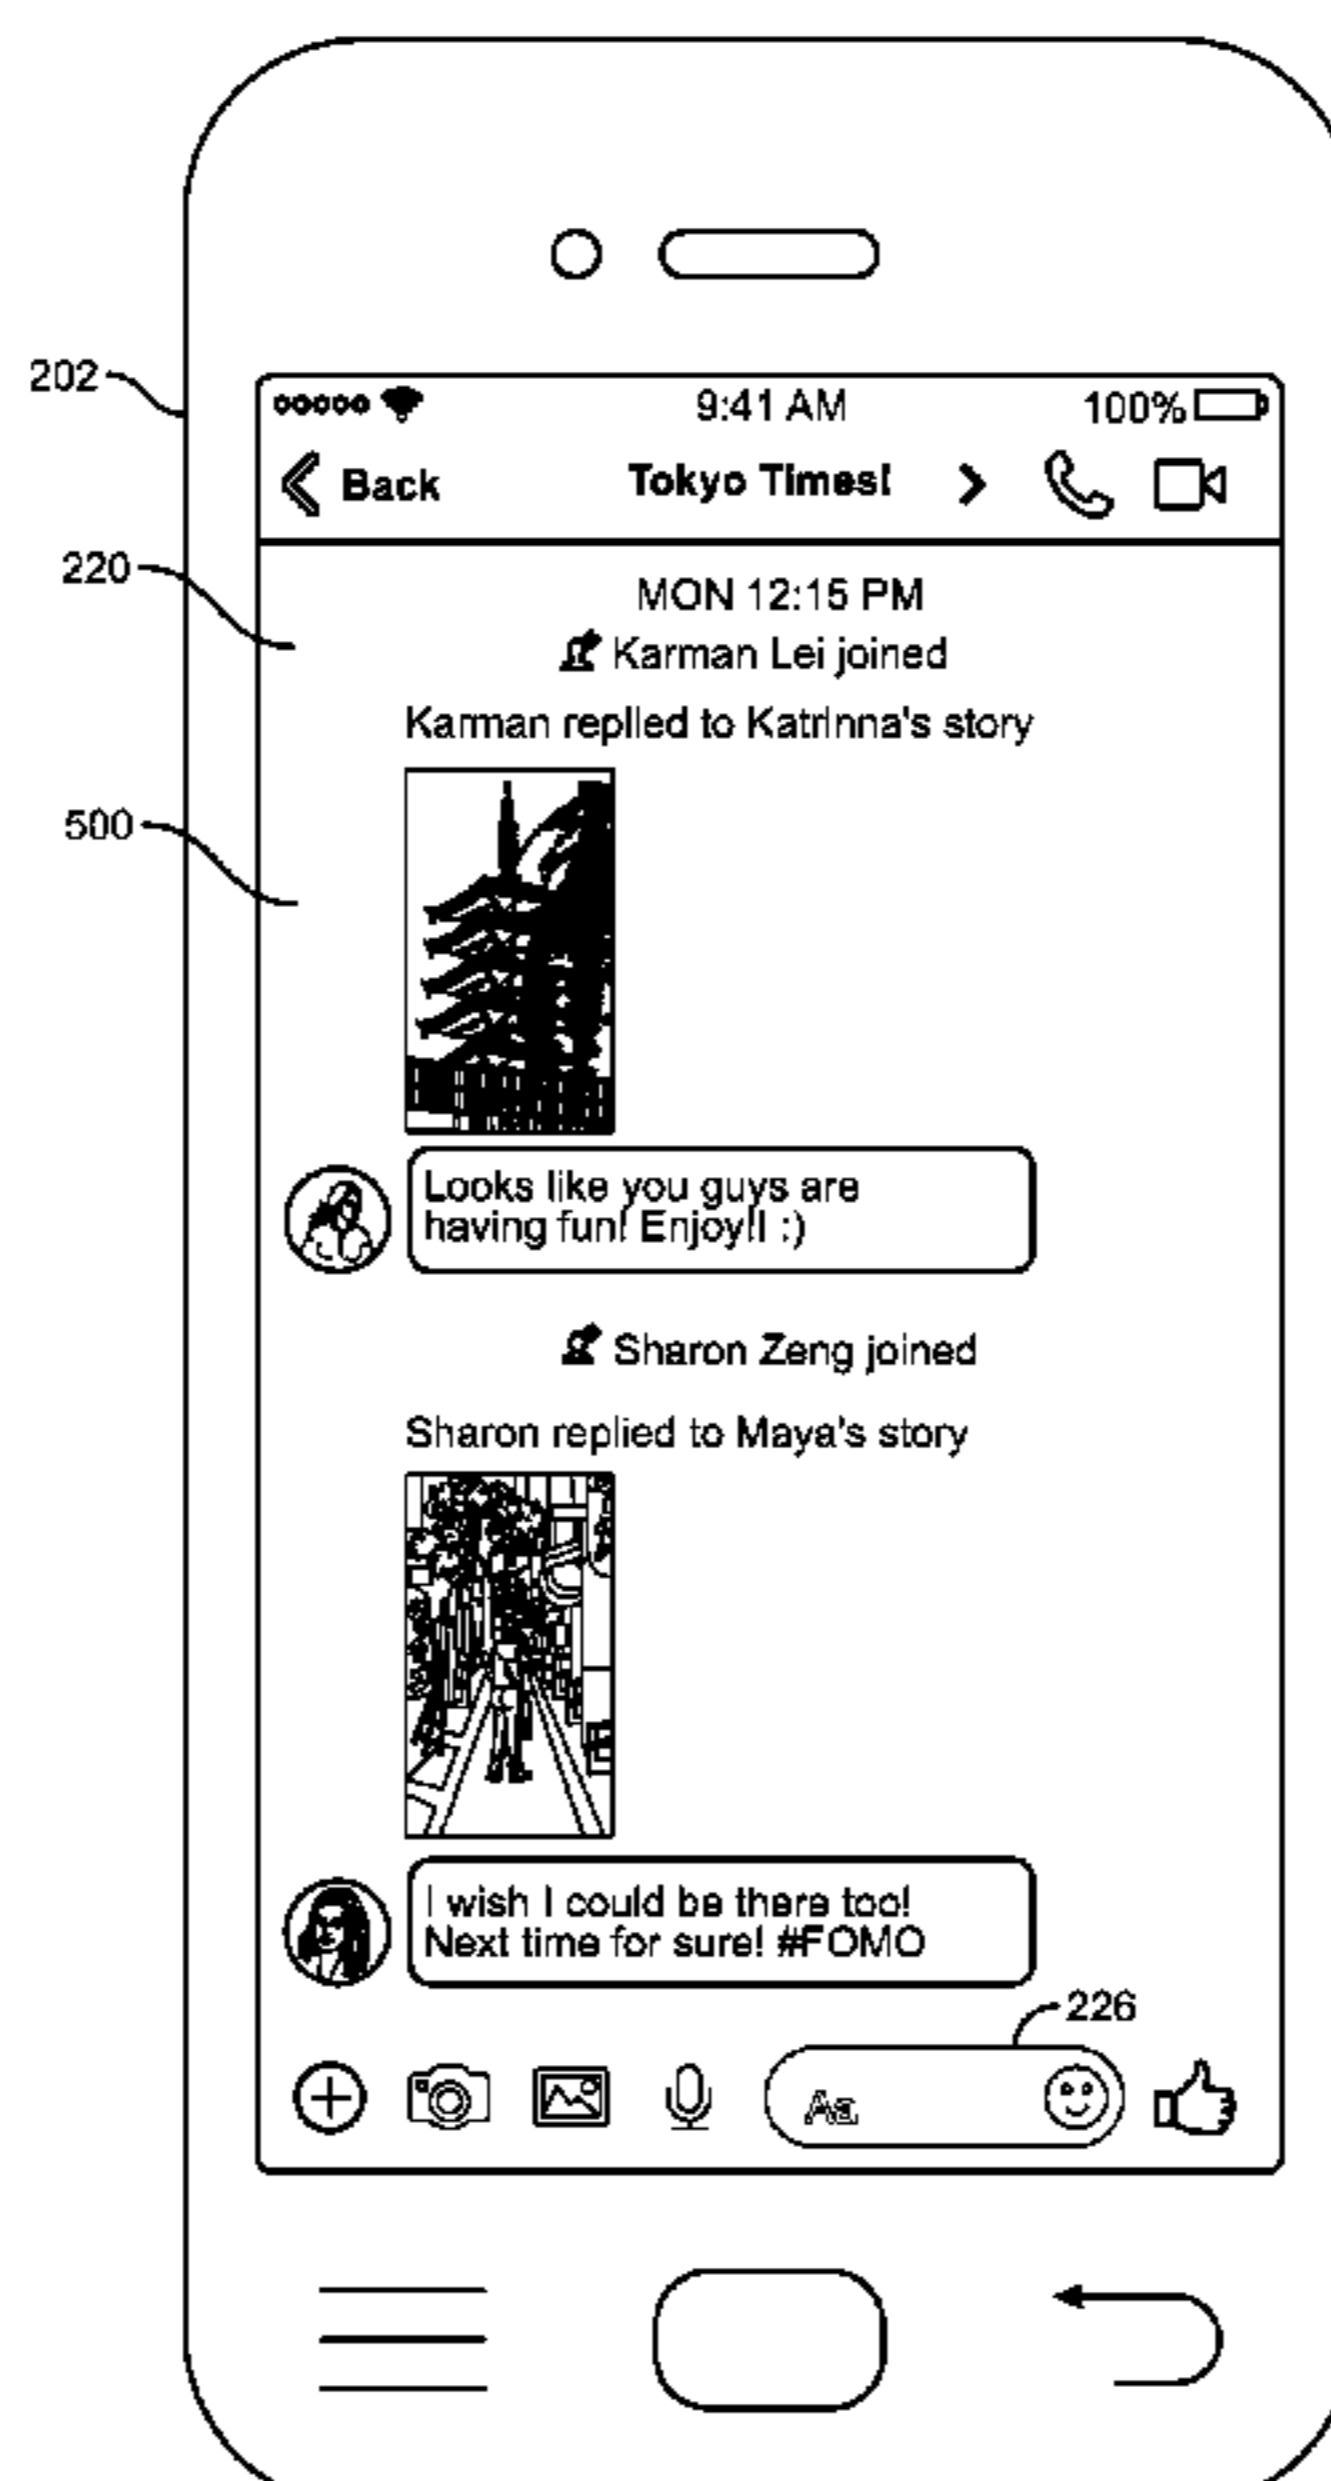 202
9:41 AM 100%
Back Tokyo Times! >
220
MON 12:15 PM
Karman Lei joined
Karman replied to Katrinna's story
500
Looks like you guys are
having fun! Enjoy!! :)
Sharon Zeng joined
Sharon replied to Maya's story
I wish I could be there too!
Next time for sure! #FOMO
226
Aa